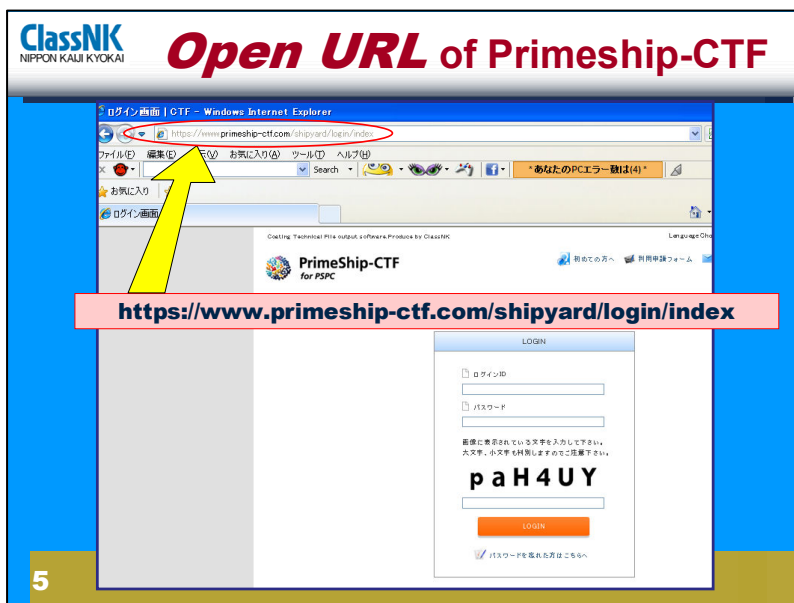 ClassNK
NIPPON KAIJI KYOKAI
Open URL of Primeship-CTF
ログイン画面 | CTF - Windows Internet Explorer
https://www.primeship-ctf.com/shipyard/login/index
ファイル(E) 編集(E) (V) お気に入り(A) ツール(T) ヘルプ(H)
Search *あなたのPCエラー数は(4)*
お気に入り
ログイン画面
Coating Technical File output software.Produce by ClassNK
PrimeShip-CTF
for PSPC
初めての方へ 利用申請フォーム
https://www.primeship-ctf.com/shipyard/login/index
LOGIN
ログインID
パスワード
画像に表示されている文字を入力して下さい。
大文字、小文字も判別しますのでご注意下さい。
paH4UY
LOGIN
パスワードを忘れた方はこちらへ
5